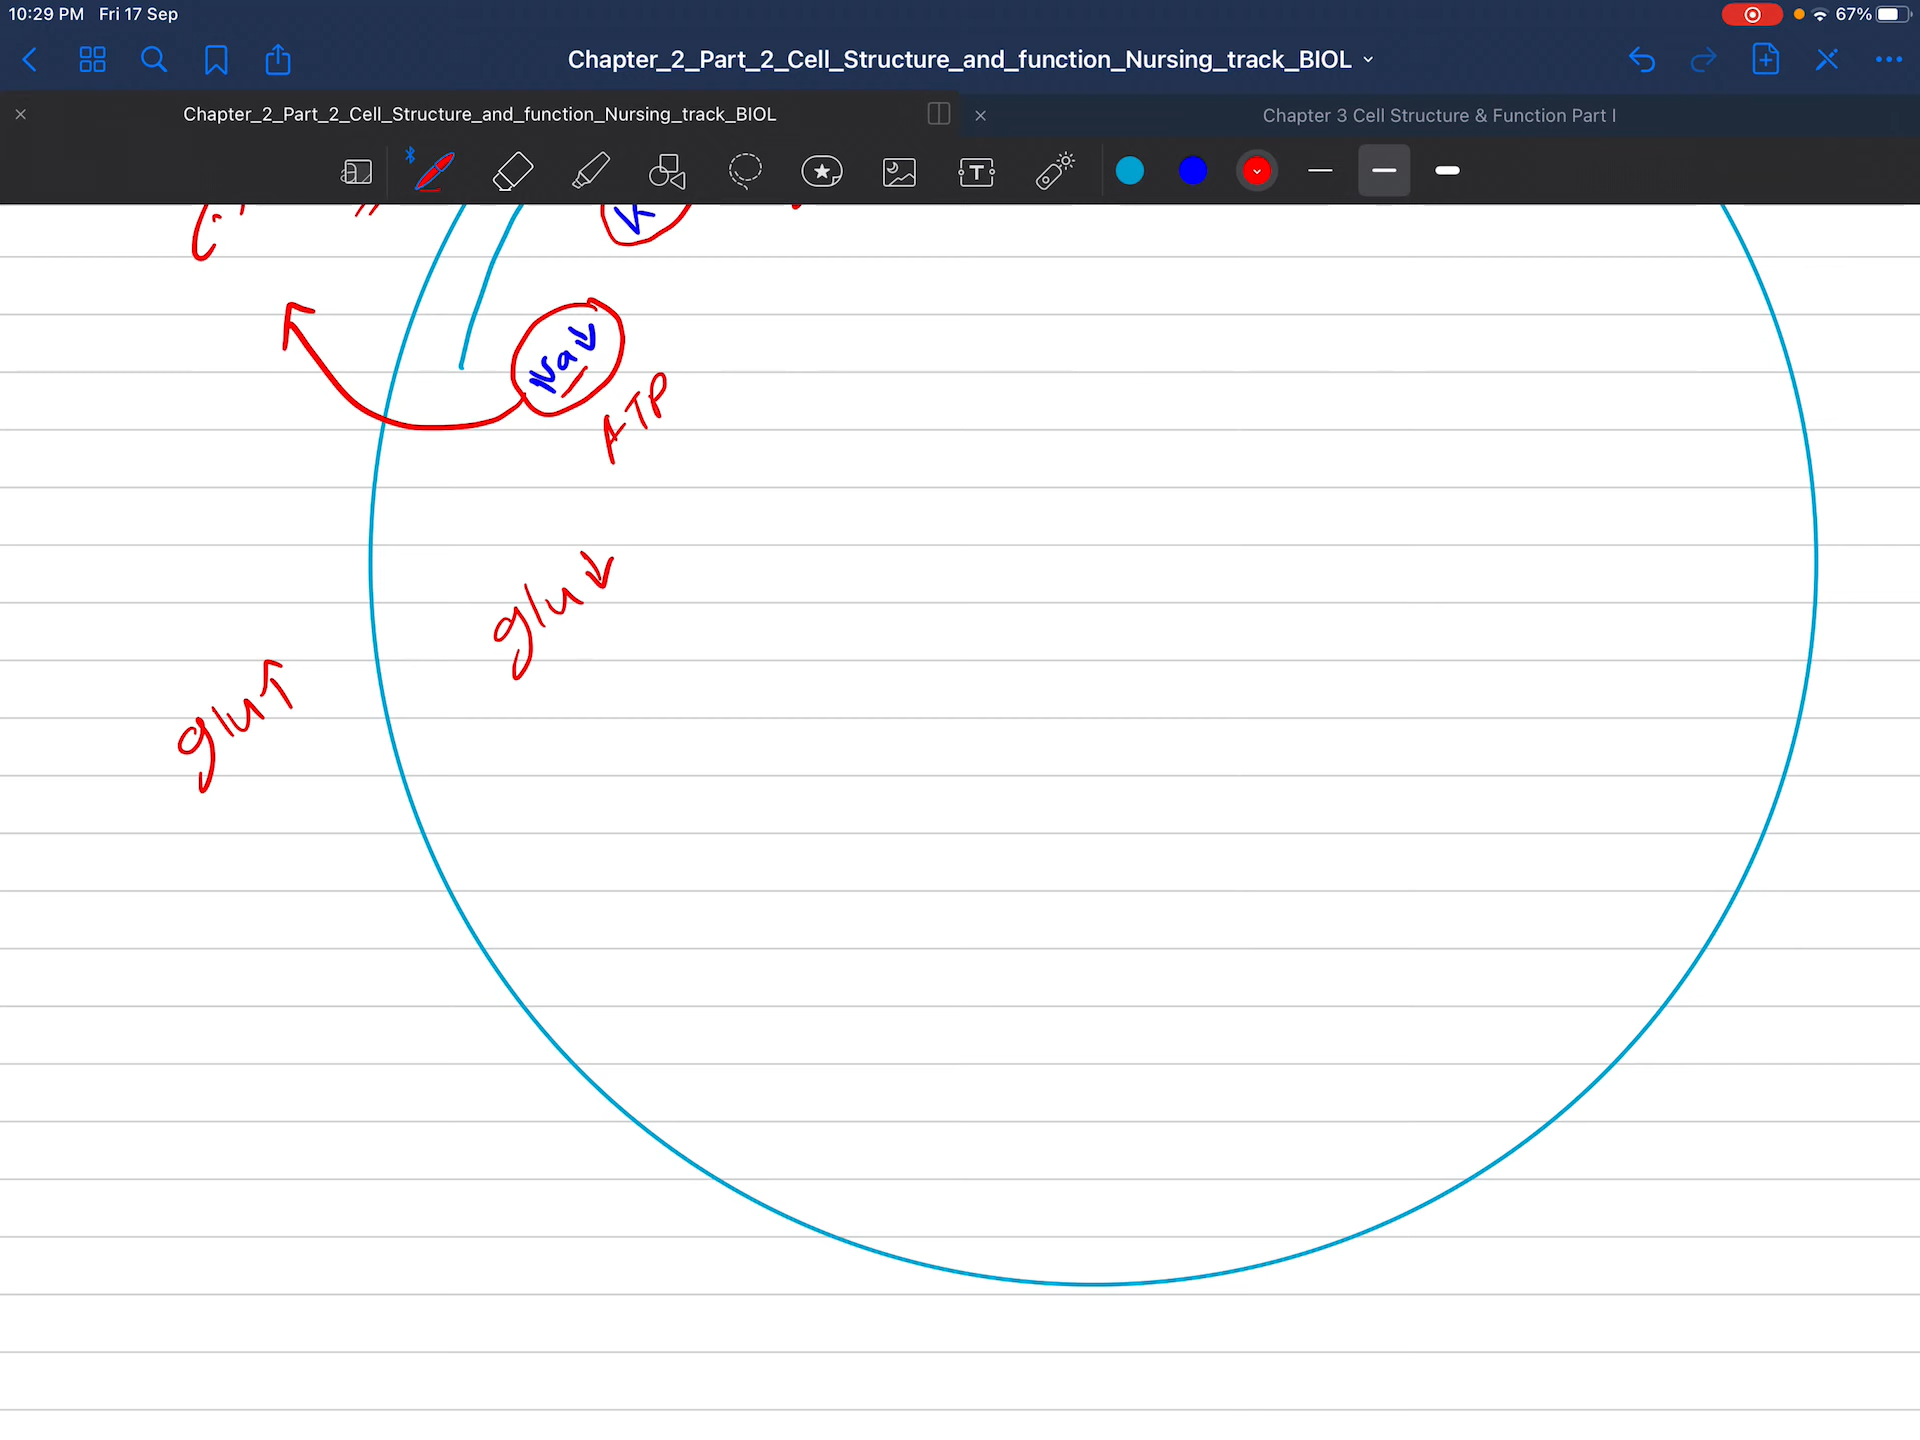 10:29 PM Fri 17 Sep
67%
Chapter_2_Part_2_Cell_Structure_and_function_Nursing_track_BIOL
Chapter_2_Part_2_Cell_Structure_and_function_Nursing_track_BIOL
Chapter 3 Cell Structure & Function Part I
T
K
Na↓
ATP
glu↓
glu↑